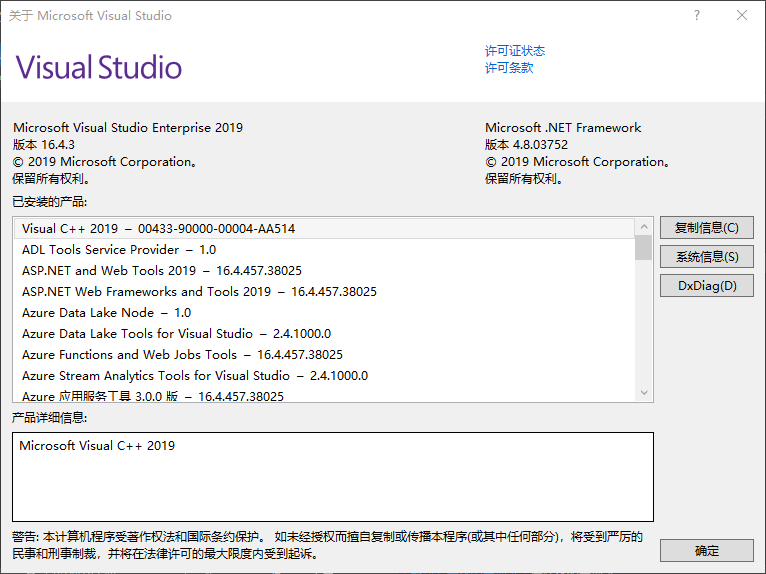 关于 Microsoft Visual Studio
Visual Studio
许可证状态
许可条款
Microsoft Visual Studio Enterprise 2019
版本 16.4.3
© 2019 Microsoft Corporation。
保留所有权利。
Microsoft .NET Framework
版本 4.8.03752
© 2019 Microsoft Corporation。
保留所有权利。
已安装的产品:
Visual C++ 2019 – 00433-90000-00004-AA514
ADL Tools Service Provider – 1.0
ASP.NET and Web Tools 2019 – 16.4.457.38025
ASP.NET Web Frameworks and Tools 2019 – 16.4.457.38025
Azure Data Lake Node – 1.0
Azure Data Lake Tools for Visual Studio – 2.4.1000.0
Azure Functions and Web Jobs Tools – 16.4.457.38025
Azure Stream Analytics Tools for Visual Studio – 2.4.1000.0
Azure 应用服务工具 3.0.0 版 – 16.4.457.38025
复制信息(C)
系统信息(S)
DxDiag(D)
产品详细信息:
Microsoft Visual C++ 2019
警告: 本计算机程序受著作权法和国际条约保护。 如未经授权而擅自复制或传播本程序(或其中任何部分)，将受到严厉的
民事和刑事制裁，并将在法律许可的最大限度内受到起诉。
确定